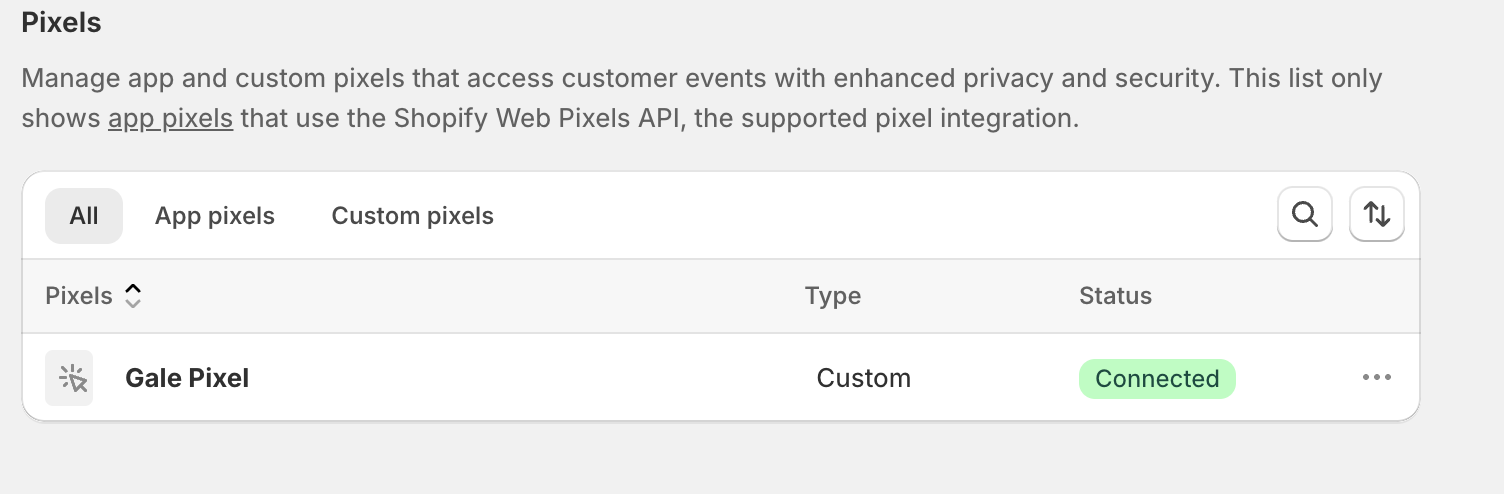 Pixels
Manage app and custom pixels that access customer events with enhanced privacy and security. This list only
shows app pixels that use the Shopify Web Pixels API, the supported pixel integration.
All App pixels Custom pixels
Pixels Type Status
Gale Pixel Custom Connected